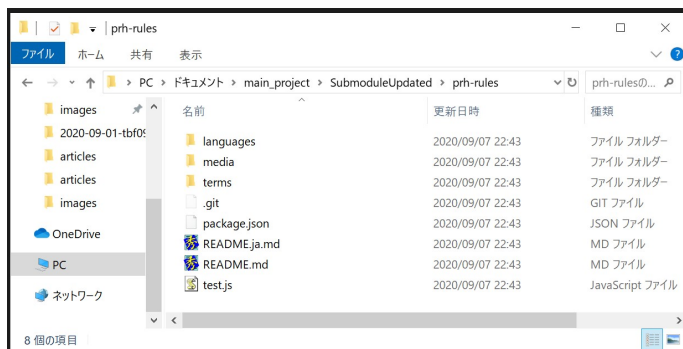 prh-rules
ファイル ホーム 共有 表示
PC > ドキュメント > main_project > SubmoduleUpdated > prh-rules
prh-rulesの...
images
2020-09-01-tbf09
articles
articles
images
OneDrive
PC
ネットワーク
名前 更新日時 種類
languages 2020/09/07 22:43 ファイル フォルダー
media 2020/09/07 22:43 ファイル フォルダー
terms 2020/09/07 22:43 ファイル フォルダー
.git 2020/09/07 22:43 GIT ファイル
package.json 2020/09/07 22:43 JSON ファイル
README.ja.md 2020/09/07 22:43 MD ファイル
README.md 2020/09/07 22:43 MD ファイル
test.js 2020/09/07 22:43 JavaScript ファイル
8 個の項目